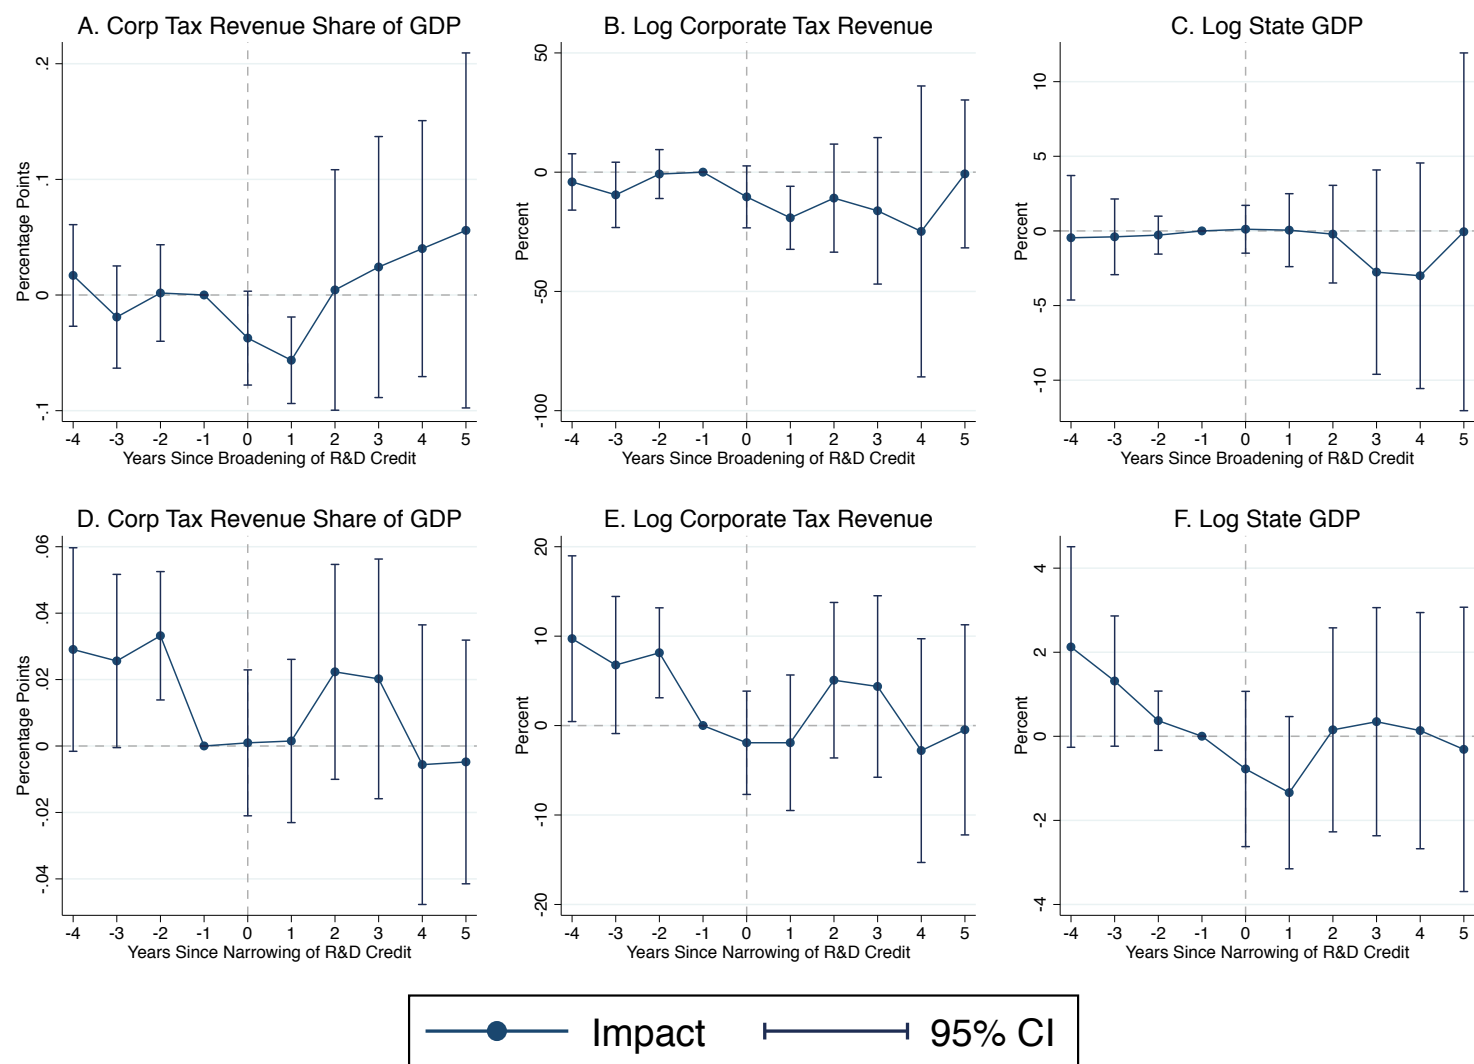 A. Corp Tax Revenue Share of GDP
Percentage Points
.2
.1
0
-.1
-4 -3 -2 -1 0 1 2 3 4 5
Years Since Broadening of R&D Credit
B. Log Corporate Tax Revenue
Percent
50
0
-50
-100
-4 -3 -2 -1 0 1 2 3 4 5
Years Since Broadening of R&D Credit
C. Log State GDP
Percent
10
5
0
-5
-10
-4 -3 -2 -1 0 1 2 3 4 5
Years Since Broadening of R&D Credit
D. Corp Tax Revenue Share of GDP
Percentage Points
.06
.04
.02
0
-.02
-.04
-4 -3 -2 -1 0 1 2 3 4 5
Years Since Narrowing of R&D Credit
E. Log Corporate Tax Revenue
Percent
20
10
0
-10
-20
-4 -3 -2 -1 0 1 2 3 4 5
Years Since Narrowing of R&D Credit
F. Log State GDP
Percent
4
2
0
-2
-4
-4 -3 -2 -1 0 1 2 3 4 5
Years Since Narrowing of R&D Credit
Impact 95% CI